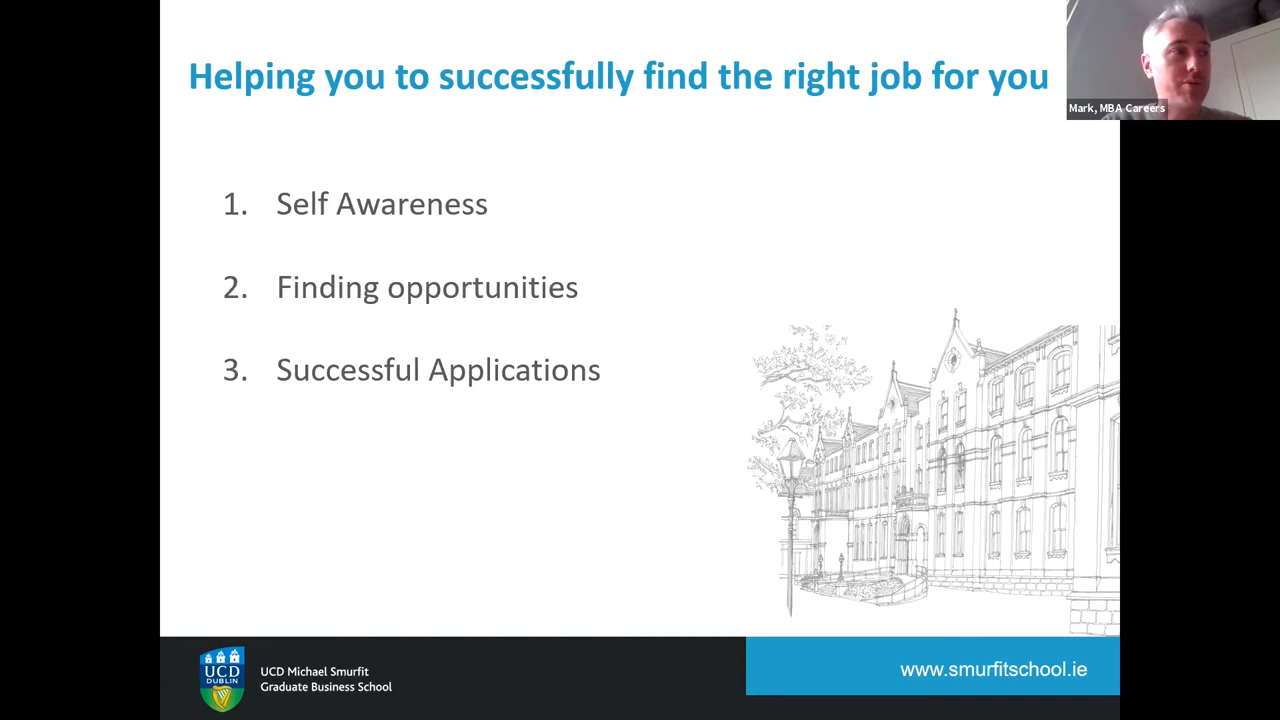 Helping you to successfully find the right job for you
Mark, MBA Careers
1. Self Awareness
2. Finding opportunities
3. Successful Applications
UCD
DUBLIN
UCD Michael Smurfit
Graduate Business School
www.smurfitschool.ie